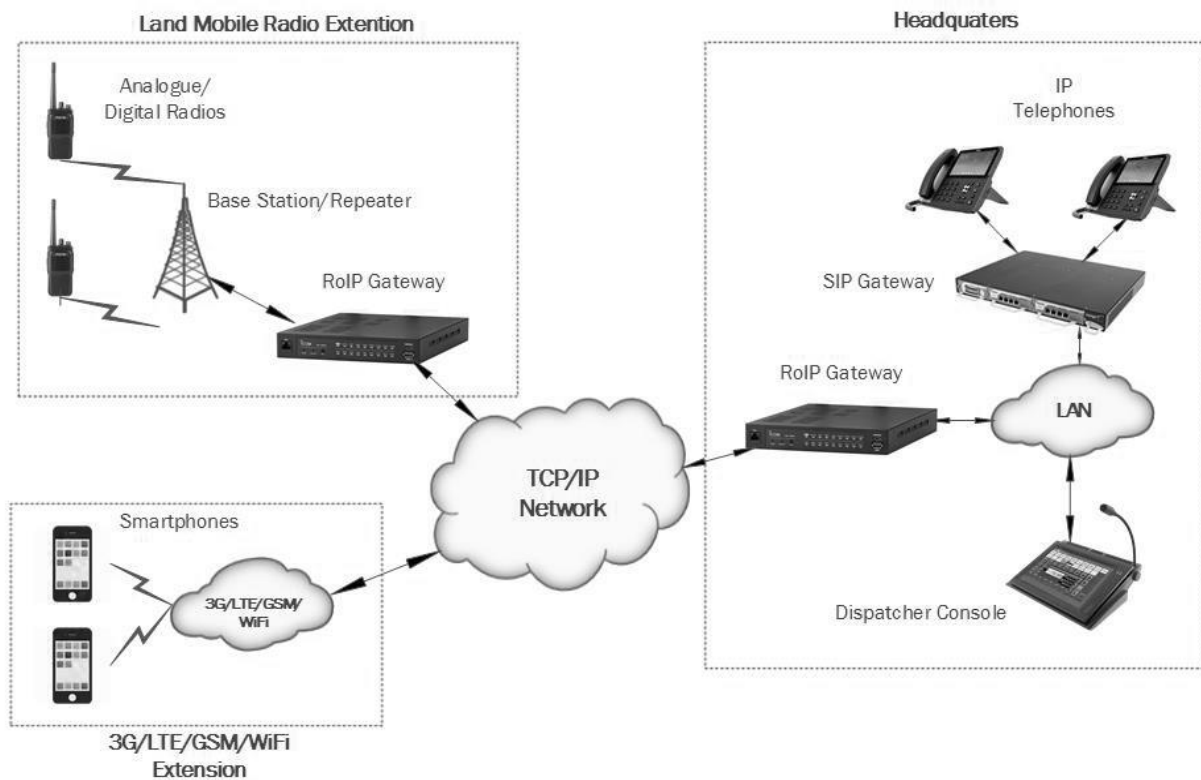 Land Mobile Radio Extention
Analogue/
Digital Radios
Base Station/Repeater
RoIP Gateway
Headquaters
IP
Telephones
SIP Gateway
RoIP Gateway
LAN
Dispatcher Console
TCP/IP
Network
Smartphones
3G/LTE/GSM/
WiFi
3G/LTE/GSM/WiFi
Extension